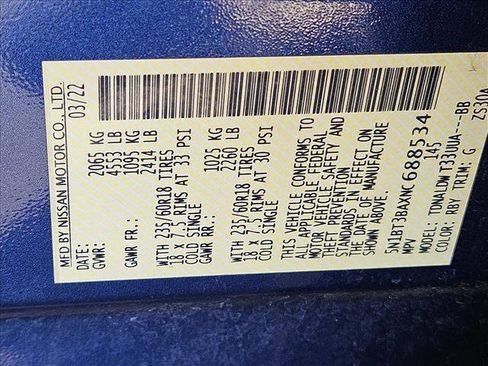 MFD BY NISSAN MOTOR CO., LTD.
DATE: 03/22
GVWR: 2065 KG
4553 LB
GAWR FR.: 1095 KG
2414 LB
WITH 235/60R18 TIRES
18 X 7.5 RIMS AT 33 PSI
COLD SINGLE
GAWR RR.: 1025 KG
2260 LB
WITH 235/60R18 TIRES
18 X 7.5 RIMS AT 30 PSI
COLD SINGLE
THIS VEHICLE CONFORMS TO
ALL APPLICABLE FEDERAL
MOTOR VEHICLE SAFETY AND
THEFT PREVENTION
STANDARDS IN EFFECT ON
THE DATE OF MANUFACTURE
SHOWN ABOVE.
5N1BT3BAXNC688534
MPV 145
TYPE: TDNALDW T33UUA---BB
COLOR: RBY TRIM: G ZS30A